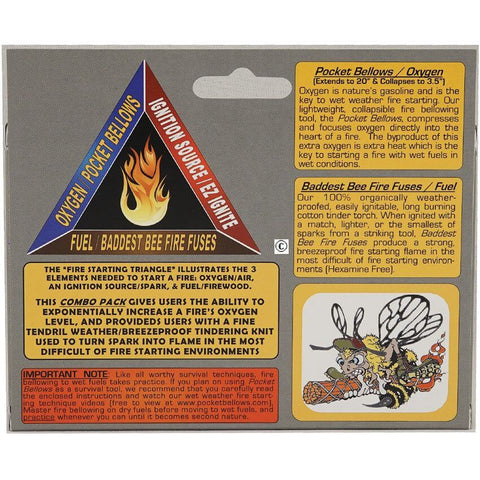 OXYGEN / POCKET BELLOWS
IGNITION SOURCE / EZ IGNITE
FUEL / BADDEST BEE FIRE FUSES
©
THE "FIRE STARTING TRIANGLE" ILLUSTRATES THE 3
ELEMENTS NEEDED TO START A FIRE: OXYGEN/AIR,
AN IGNITION SOURCE/SPARK, & FUEL/FIREWOOD.
THIS COMBO PACK GIVES USERS THE ABILITY TO
EXPONENTIALLY INCREASE A FIRE'S OXYGEN
LEVEL, AND PROVIDES USERS WITH A FINE
TENDRIL WEATHER/BREEZEPROOF TINDERING KNIT
USED TO TURN SPARK INTO FLAME IN THE MOST
DIFFICULT OF FIRE STARTING ENVIRONMENTS
IMPORTANT NOTE: Like all worthy survival techniques, fire
bellowing to wet fuels takes practice. If you plan on using Pocket
Bellows as a survival tool, we recommend that you carefully read
the enclosed instructions and watch our wet weather fire start-
ing technique videos (free to view at www.pocketbellows.com).
Master fire bellowing on dry fuels before moving to wet fuels, and
practice whenever you can until it becomes second nature.
Pocket Bellows / Oxygen
(Extends to 20" & Collapses to 3.5")
Oxygen is nature's gasoline and is the
key to wet weather fire starting. Our
lightweight, collapsible fire bellowing
tool, the Pocket Bellows, compresses
and focuses oxygen directly into the
heart of a fire. The byproduct of this
extra oxygen is extra heat which is the
key to starting a fire with wet fuels in
wet conditions.
Baddest Bee Fire Fuses / Fuel
Our 100% organically weather-
proofed, easily ignitable, long burning
cotton tinder torch. When ignited with
a match, lighter, or the smallest of
sparks from a striking tool, Baddest
Bee Fire Fuses produce a strong,
breezeproof fire starting flame in the
most difficult of fire starting environ-
ments (Hexamine Free).